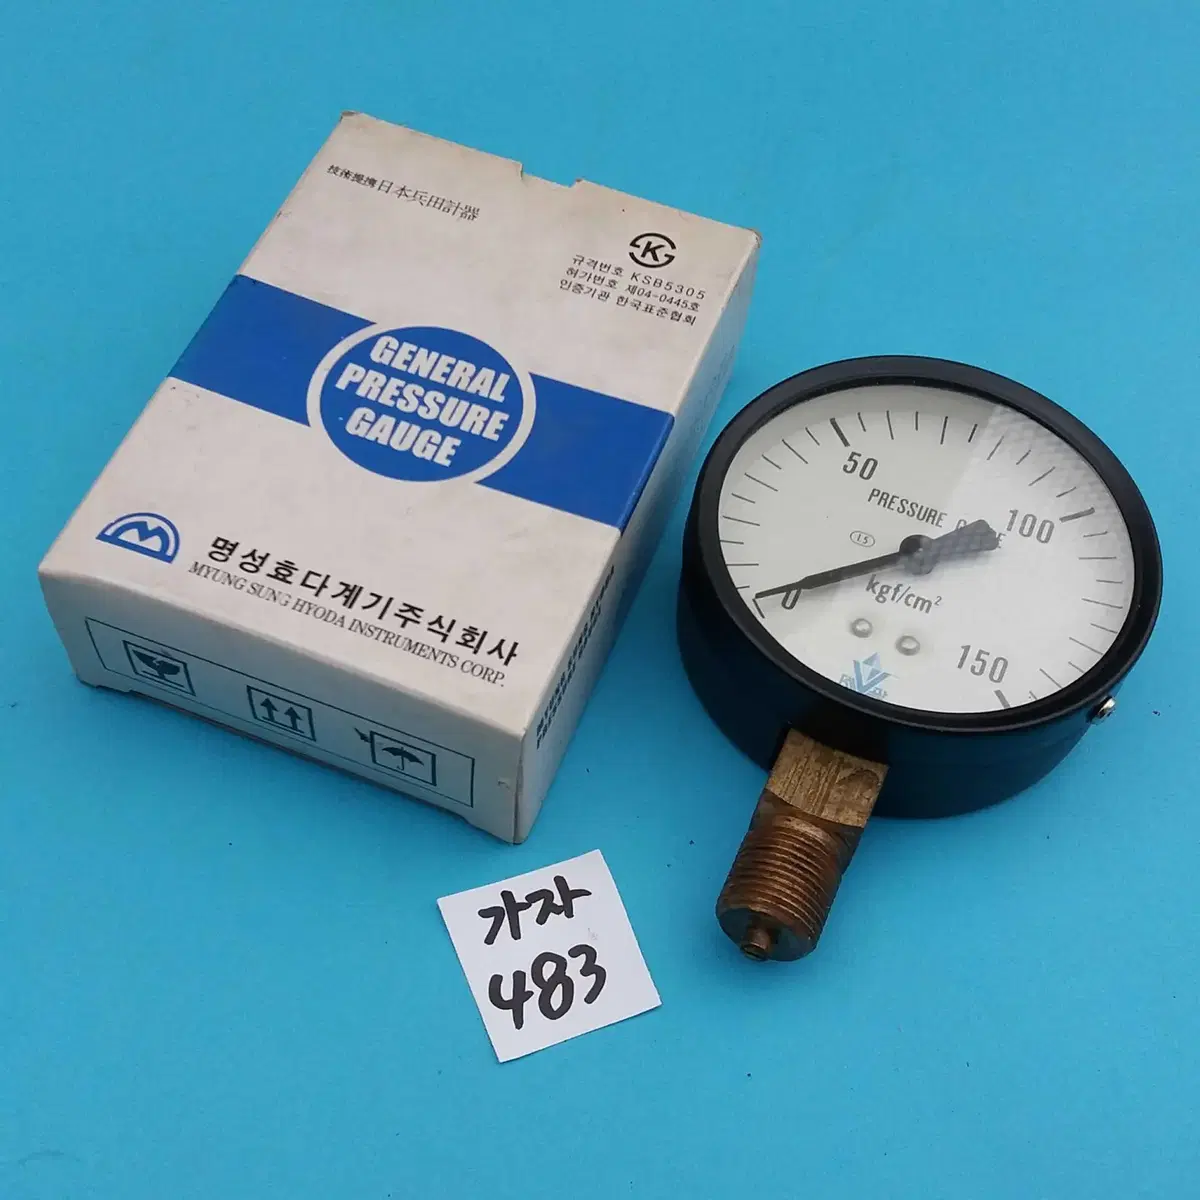 技術提携日本兵田計器
K
규격번호 KSB5305
허가번호 제04-0445호
인증기관 한국표준협회
GENERAL
PRESSURE
GAUGE
명성효다계기주식회사
MYUNG SUNG HYODA INSTRUMENTS CORP.
50
PRESSURE
100
1.5
0
kgf/cm²
150
가자
483